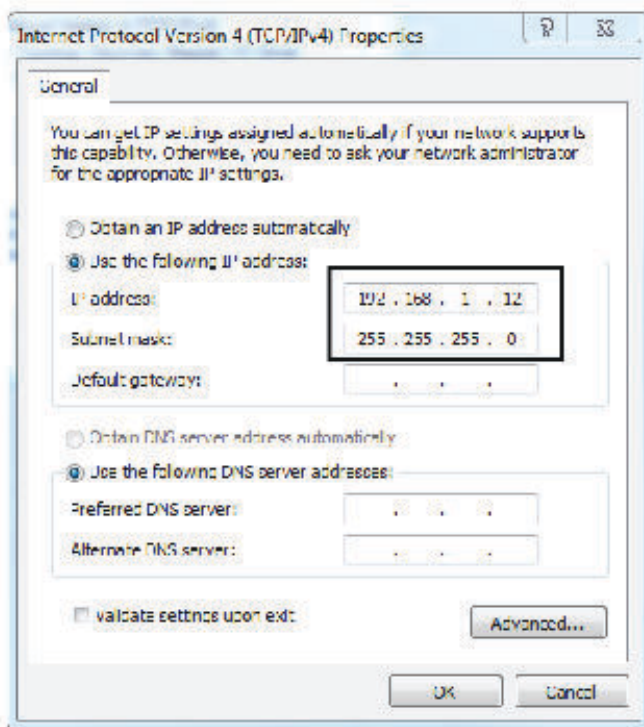 Internet Protocol Version 4 (TCP/IPv4) Properties
General
You can get IP settings assigned automatically if your network supports
this capability. Otherwise, you need to ask your network administrator
for the appropriate IP settings.
Obtain an IP address automatically
Use the following IP address:
IP address: 192 . 168 . 1 . 12
Subnet mask: 255 . 255 . 255 . 0
Default gateway: . . .
Obtain DNS server address automatically
Use the following DNS server addresses:
Preferred DNS server: . . .
Alternate DNS server: . . .
Validate settings upon exit
Advanced...
OK Cancel